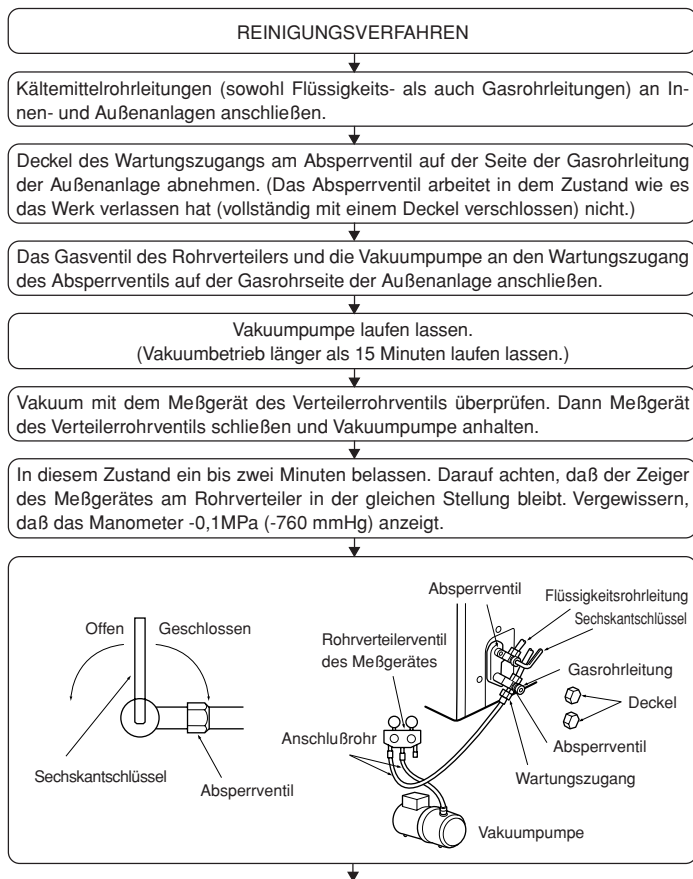 REINIGUNGSVERFAHREN
Kältemittelrohrleitungen (sowohl Flüssigkeits- als auch Gasrohrleitungen) an In-
nen- und Außenanlagen anschließen.
Deckel des Wartungszugangs am Absperrventil auf der Seite der Gasrohrleitung
der Außenanlage abnehmen. (Das Absperrventil arbeitet in dem Zustand wie es
das Werk verlassen hat (vollständig mit einem Deckel verschlossen) nicht.)
Das Gasventil des Rohrverteilers und die Vakuumpumpe an den Wartungszugang
des Absperrventils auf der Gasrohrseite der Außenanlage anschließen.
Vakuumpumpe laufen lassen.
(Vakuumbetrieb länger als 15 Minuten laufen lassen.)
Vakuum mit dem Meßgerät des Verteilerrohrventils überprüfen. Dann Meßgerät
des Verteilerrohrventils schließen und Vakuumpumpe anhalten.
In diesem Zustand ein bis zwei Minuten belassen. Darauf achten, daß der Zeiger
des Meßgerätes am Rohrverteiler in der gleichen Stellung bleibt. Vergewissern,
daß das Manometer -0,1MPa (-760 mmHg) anzeigt.
Offen
Geschlossen
Sechskantschlüssel
Absperrventil
Absperrventil
Flüssigkeitsrohrleitung
Sechskantschlüssel
Rohrverteilerventil
des Meßgerätes
Gasrohrleitung
Deckel
Anschlußrohr
Absperrventil
Wartungszugang
Vakuumpumpe